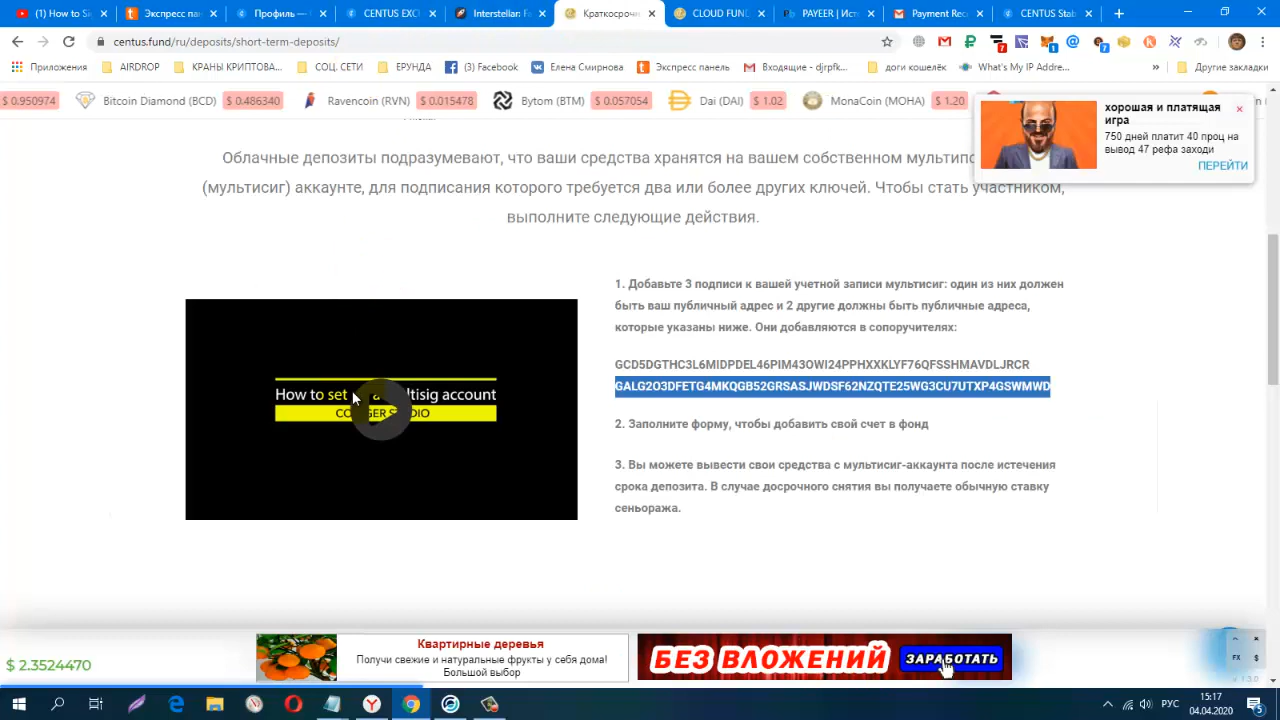 (1) How to Si
Экспресс пан
Профиль — (
CENTUS EXC
Interstellar Fe
Краткосрочн
CLOUD FUNI
PAYEER | Ист
Payment Rec
CENTUS Stab
centus.fund/ru/deposits/short-term-deposits/
Приложения
AIRDROP
КРАНЫ КРИПТОВА...
СОЦ. СЕТИ
ЕРУНДА
(3) Facebook
Елена Смирнова
Экспресс панель
Входящие - djrpfk...
доги кошелёк
What's My IP Addre...
»
Другие закладки
$ 0.950974
Bitcoin Diamond (BCD) $ 0.486340
Ravencoin (RVN) $ 0.015478
Bytom (BTM) $ 0.057054
Dai (DAI) $ 1.02
MonaCoin (MONA) $ 1.20
хорошая и платящая
игра
750 дней платит 40 проц на
вывод 47 рефа заходи
ПЕРЕЙТИ
Облачные депозиты подразумевают, что ваши средства хранятся на вашем собственном
(мультисиг) аккаунте, для подписания которого требуется два или более других ключей. Чтобы стать участником,
выполните следующие действия.
1. Добавьте 3 подписи к вашей учетной записи мультисиг: один из них должен
быть ваш публичный адрес и 2 другие должны быть публичные адреса,
которые указаны ниже. Они добавляются в сопоручителях:
GCD5DGTHC3L6MIDPDEL46PIM43OWI24PPHXXKLYF76QFSSHMAVDLJRCR
GALG2O3DFETG4MKQGB52GRSASJWDSF62NZQTE25WG3CU7UTXP4GSWMWD
2. Заполните форму, чтобы добавить свой счет в фонд
3. Вы можете вывести свои средства с мультисиг-аккаунта после истечения
срока депозита. В случае досрочного снятия вы получаете обычную ставку
сеньоража.
How to set a ltisig account
$ 2.3524470
Квартирные деревья
Получи свежие и натуральные фрукты у себя дома!
Большой выбор
БЕЗ ВЛОЖЕНИЙ
ЗАРАБОТАТЬ
FX $
РУС
15:17
04.04.2020